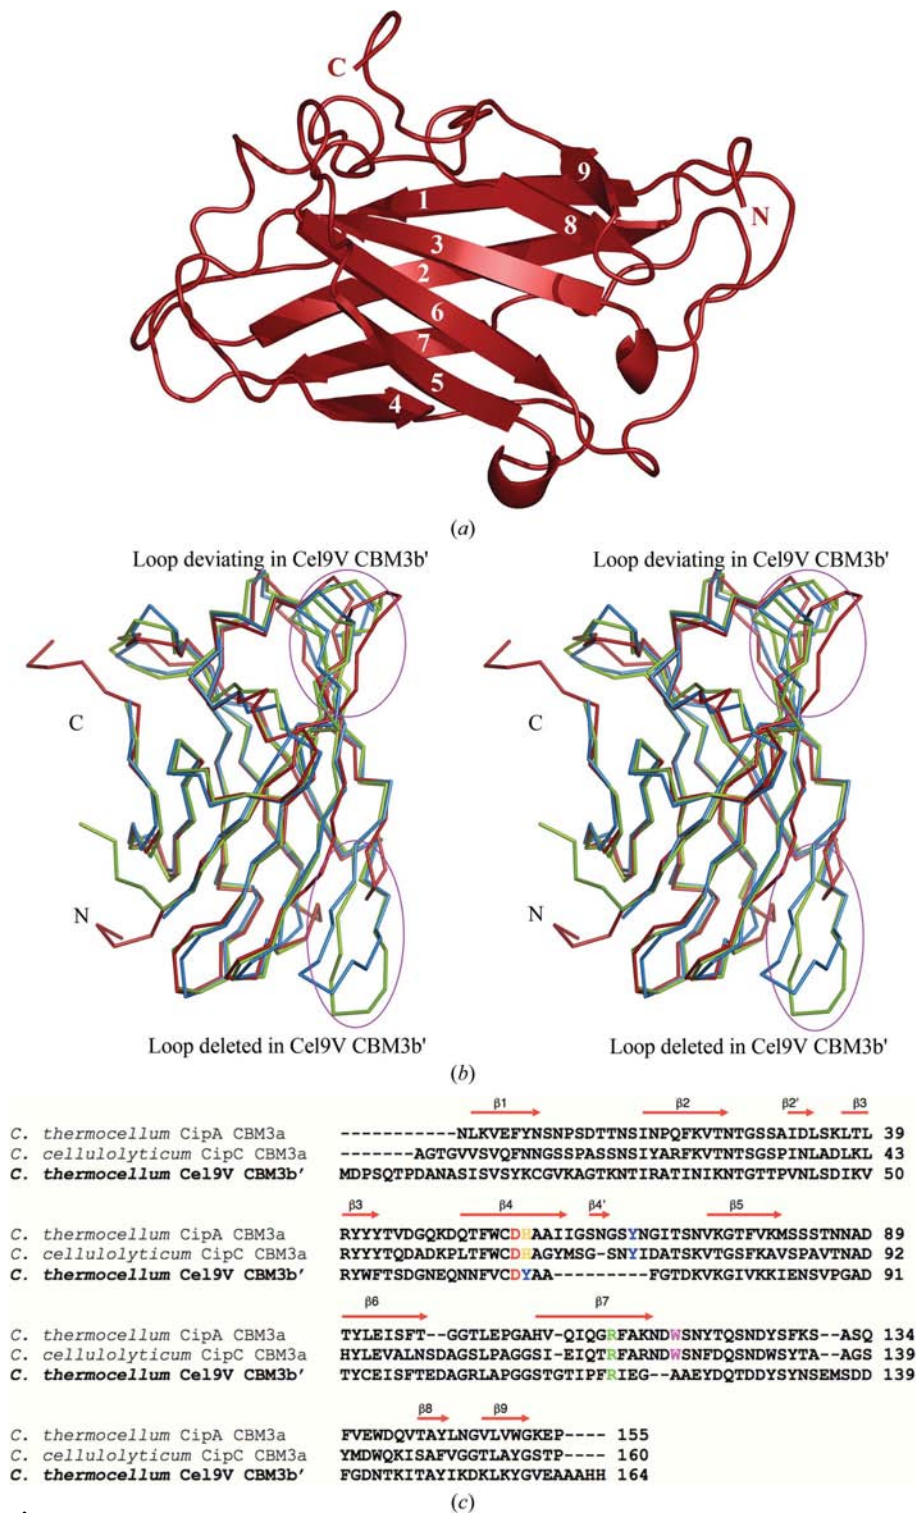 C
9
N
1
8
3
2
6
7
5
4
(a)
Loop deviating in Cel9V CBM3b' Loop deviating in Cel9V CBM3b'
C C
N N
Loop deleted in Cel9V CBM3b' Loop deleted in Cel9V CBM3b'
(b)
β1 β2 β2' β3
C. thermocellum CipA CBM3a -----------NLKVEFYNSNPSDTTNSINPQFKVTNTGSSAIDLSKLTL 39
C. cellulolyticum CipC CBM3a -------AGTGVVSVQFNNGSSPASSNSIYARFKVTNTSGSPINLADLKL 43
C. thermocellum Cel9V CBM3b' MDPSQTPDANASISVSYKCGVKAGTKNTIRATINIKNTGTTPVNLSDIKV 50
β3 β4 β4' β5
C. thermocellum CipA CBM3a RYYYTVDGQKDQTFWCDHAAIIGSNGSYNGITSNVKGTFVKMSSSTNNAD 89
C. cellulolyticum CipC CBM3a RYYYTQDADKPLTFWCDHAGYMSG-SNYIDATSKVTGSFKAVSPAVTNAD 92
C. thermocellum Cel9V CBM3b' RYWFTSDGNEQNNFVCDYAA---------FGTDKVKGIVKKIENSVPGAD 91
β6 β7
C. thermocellum CipA CBM3a TYLEISFT--GGTLEPGAHV-QIQGRFAKNDWSNYTQSNDYSFKS--ASQ 134
C. cellulolyticum CipC CBM3a HYLEVALNSDAGSLPAGGSI-EIQTRFARNDWSNFDQSNDWSYTA--AGS 139
C. thermocellum Cel9V CBM3b' TYCEISFTEDAGRLAPGGSTGTIPFRIEG--AAEYDQTDDYSYNSEMSDD 139
β8 β9
C. thermocellum CipA CBM3a FVEWDQVTAYLNGVLVWGKEP---- 155
C. cellulolyticum CipC CBM3a YMDWQKISAFVGGTLAYGSTP---- 160
C. thermocellum Cel9V CBM3b' FGDNTKITAYIKDKLKYGVEAAAHH 164
(c)